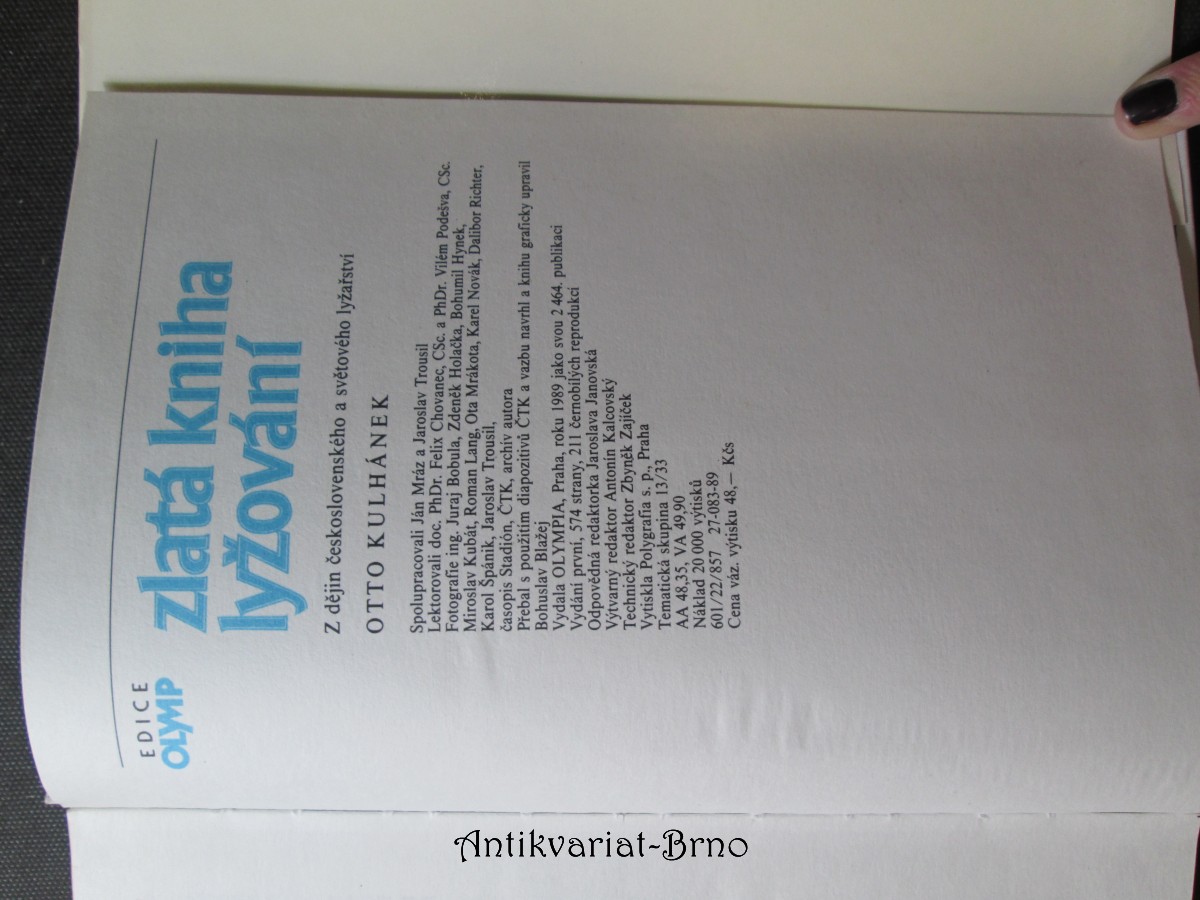 EDICE
OLYMP
zlatá kniha
lyžování
Z dějin československého a světového lyžařství
OTTO KULHÁNEK
Spolupracovali Ján Mráz a Jaroslav Trousil
Lektorovali doc. PhDr. Felix Chovanec, CSc. a PhDr. Vilém Podešva, CSc.
Fotografie ing. Juraj Bobula, Zdeněk Holačka, Bohumil Hynek,
Miroslav Kubát, Roman Lang, Ota Mrákota, Karel Novák, Dalibor Richter,
Karol Špánik, Jaroslav Trousil,
časopis Stadión, ČTK, archív autora
Přebal s použitím diapozitivů ČTK a vazbu navrhl a knihu graficky upravil
Bohuslav Blažej
Vydala OLYMPIA, Praha, roku 1989 jako svou 2 464. publikaci
Vydání první, 574 strany, 211 černobílých reprodukcí
Odpovědná redaktorka Jaroslava Janovská
Výtvarný redaktor Antonín Kalcovský
Technický redaktor Zbyněk Zajíček
Vytiskla Polygrafia s. p., Praha
Tematická skupina 13/33
AA 48,35, VA 49,90
Náklad 20 000 výtisků
601/22/857 27-083-89
Cena váz. výtisku 48,— Kčs
Antikvariat-Brno